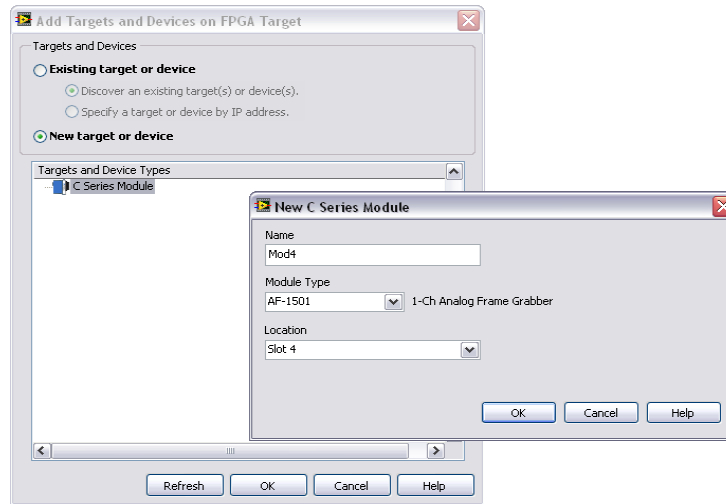 Add Targets and Devices on FPGA Target
Targets and Devices
Existing target or device
Discover an existing target(s) or device(s).
Specify a target or device by IP address.
New target or device
Targets and Device Types
C Series Module
New C Series Module
Name
Mod4
Module Type
AF-1501 1-Ch Analog Frame Grabber
Location
Slot 4
OK Cancel Help
Refresh OK Cancel Help